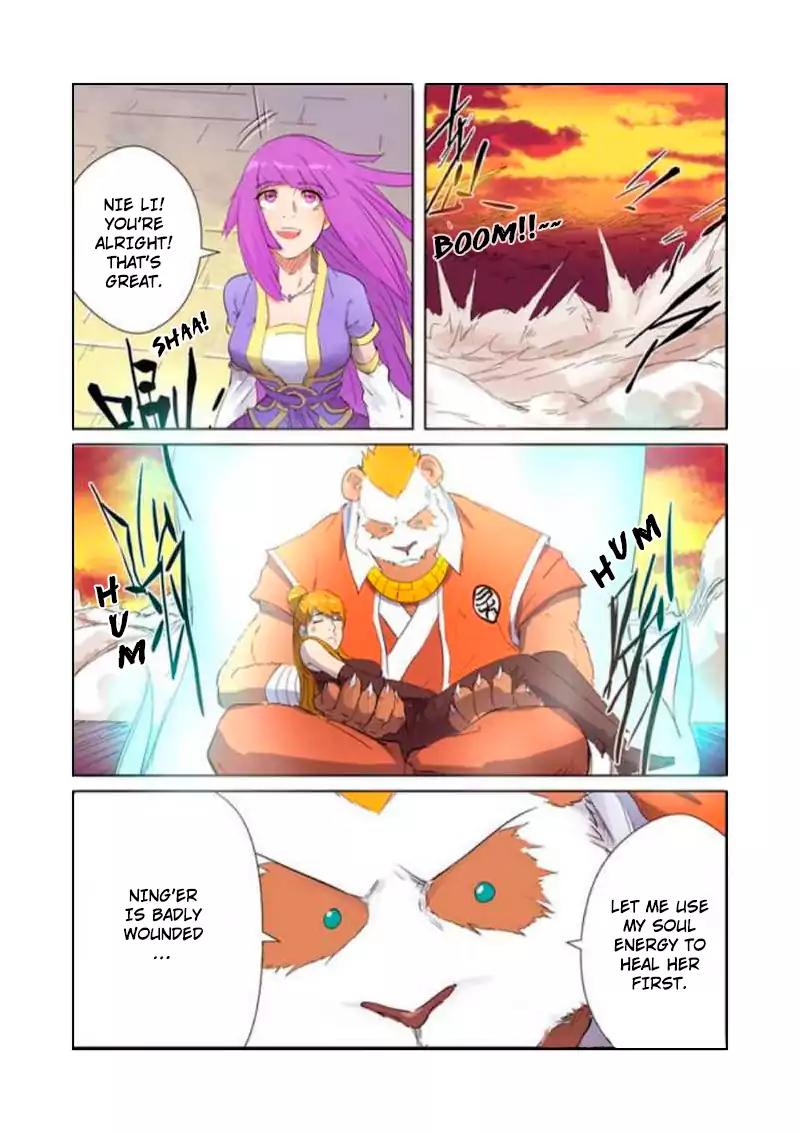 NIE LI!
YOU'RE
ALRIGHT!
THAT'S
GREAT.
SHAA!
BOOM!!~~
HUM
HUM
NING'ER
IS BADLY
WOUNDED
...
LET ME USE
MY SOUL
ENERGY TO
HEAL HER
FIRST.